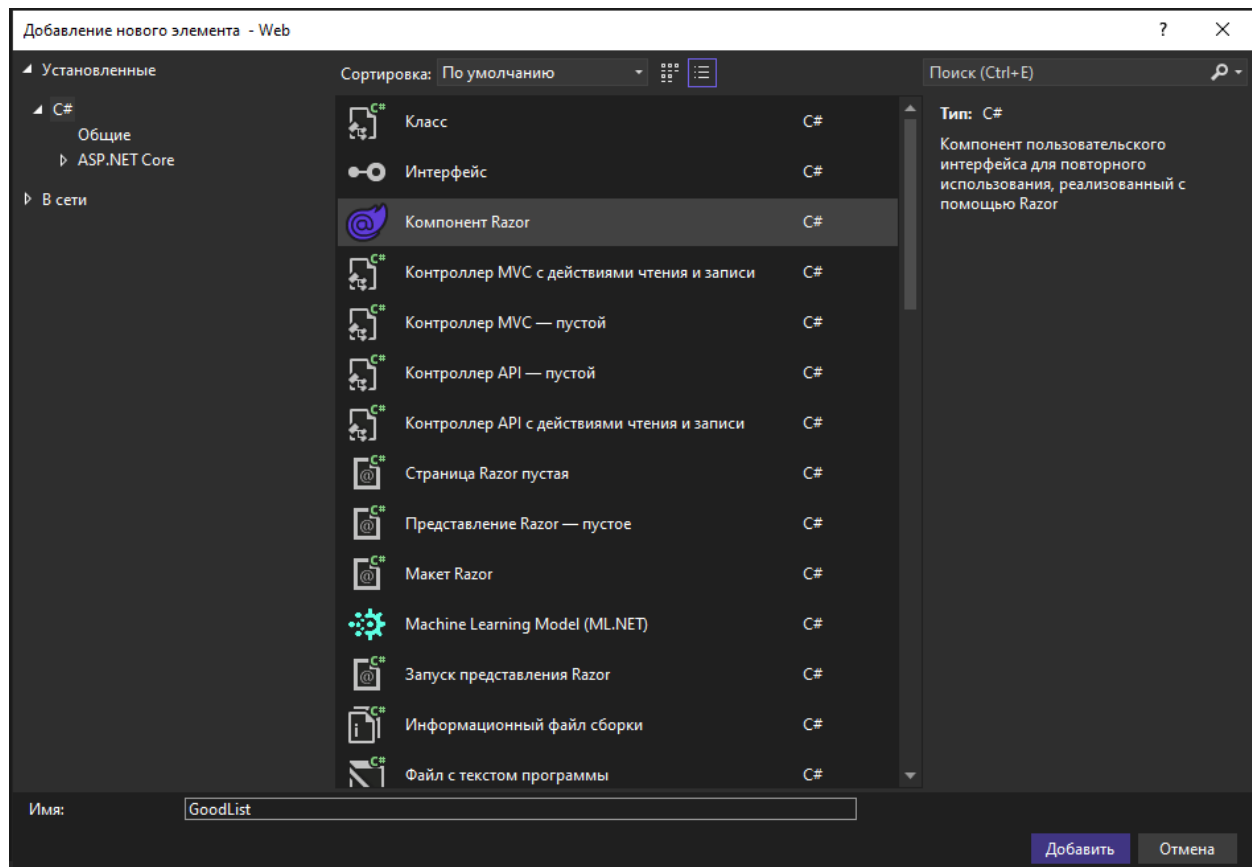 Добавление нового элемента - Web
?
Установленные
C#
Общие
ASP.NET Core
В сети
Сортировка: По умолчанию
Класс C#
Интерфейс C#
Компонент Razor C#
Контроллер MVC с действиями чтения и записи C#
Контроллер MVC — пустой C#
Контроллер API — пустой C#
Контроллер API с действиями чтения и записи C#
Страница Razor пустая C#
Представление Razor — пустое C#
Макет Razor C#
Machine Learning Model (ML.NET) C#
Запуск представления Razor C#
Информационный файл сборки C#
Файл с текстом программы C#
Поиск (Ctrl+E)
Тип: C#
Компонент пользовательского
интерфейса для повторного
использования, реализованный с
помощью Razor
Имя: GoodList
Добавить Отмена